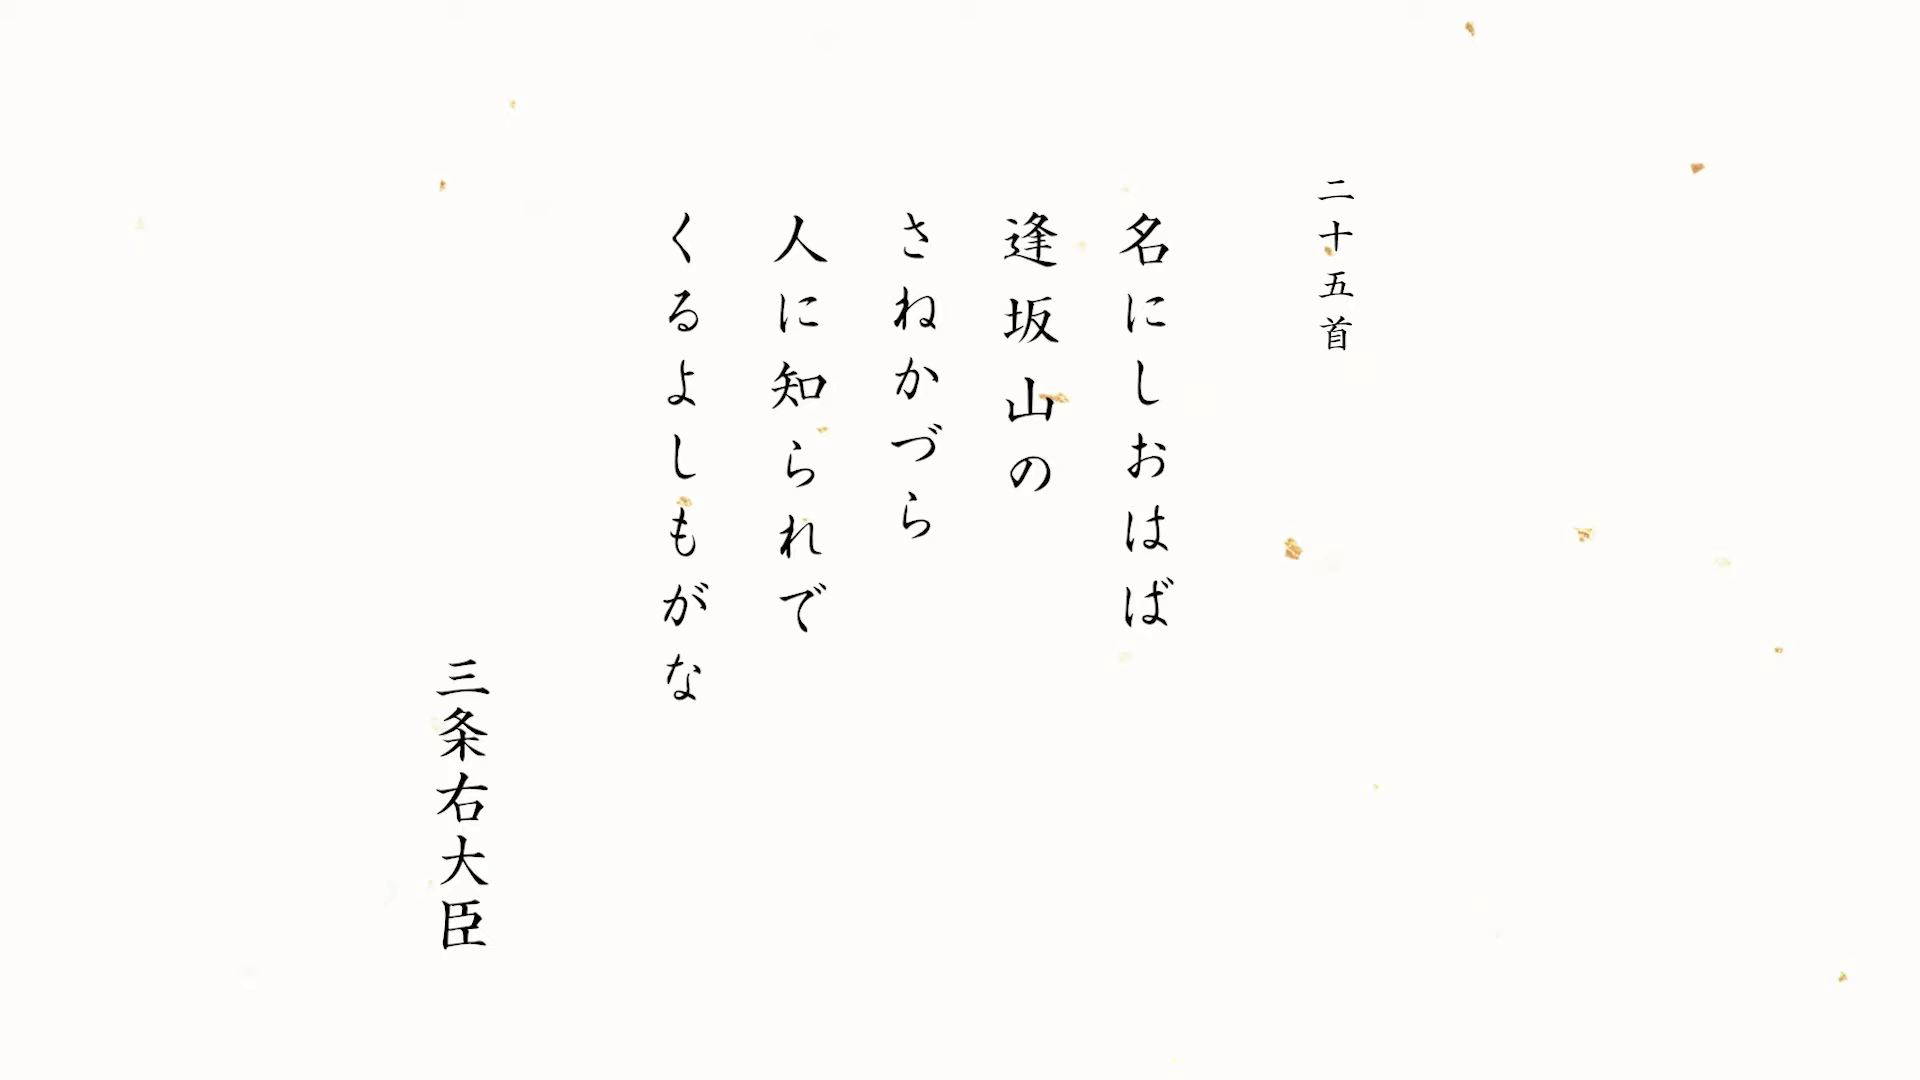 二十五首
名にしおはば
逢坂山の
さねかづら
人に知られで
くるよしもがな
三条右大臣